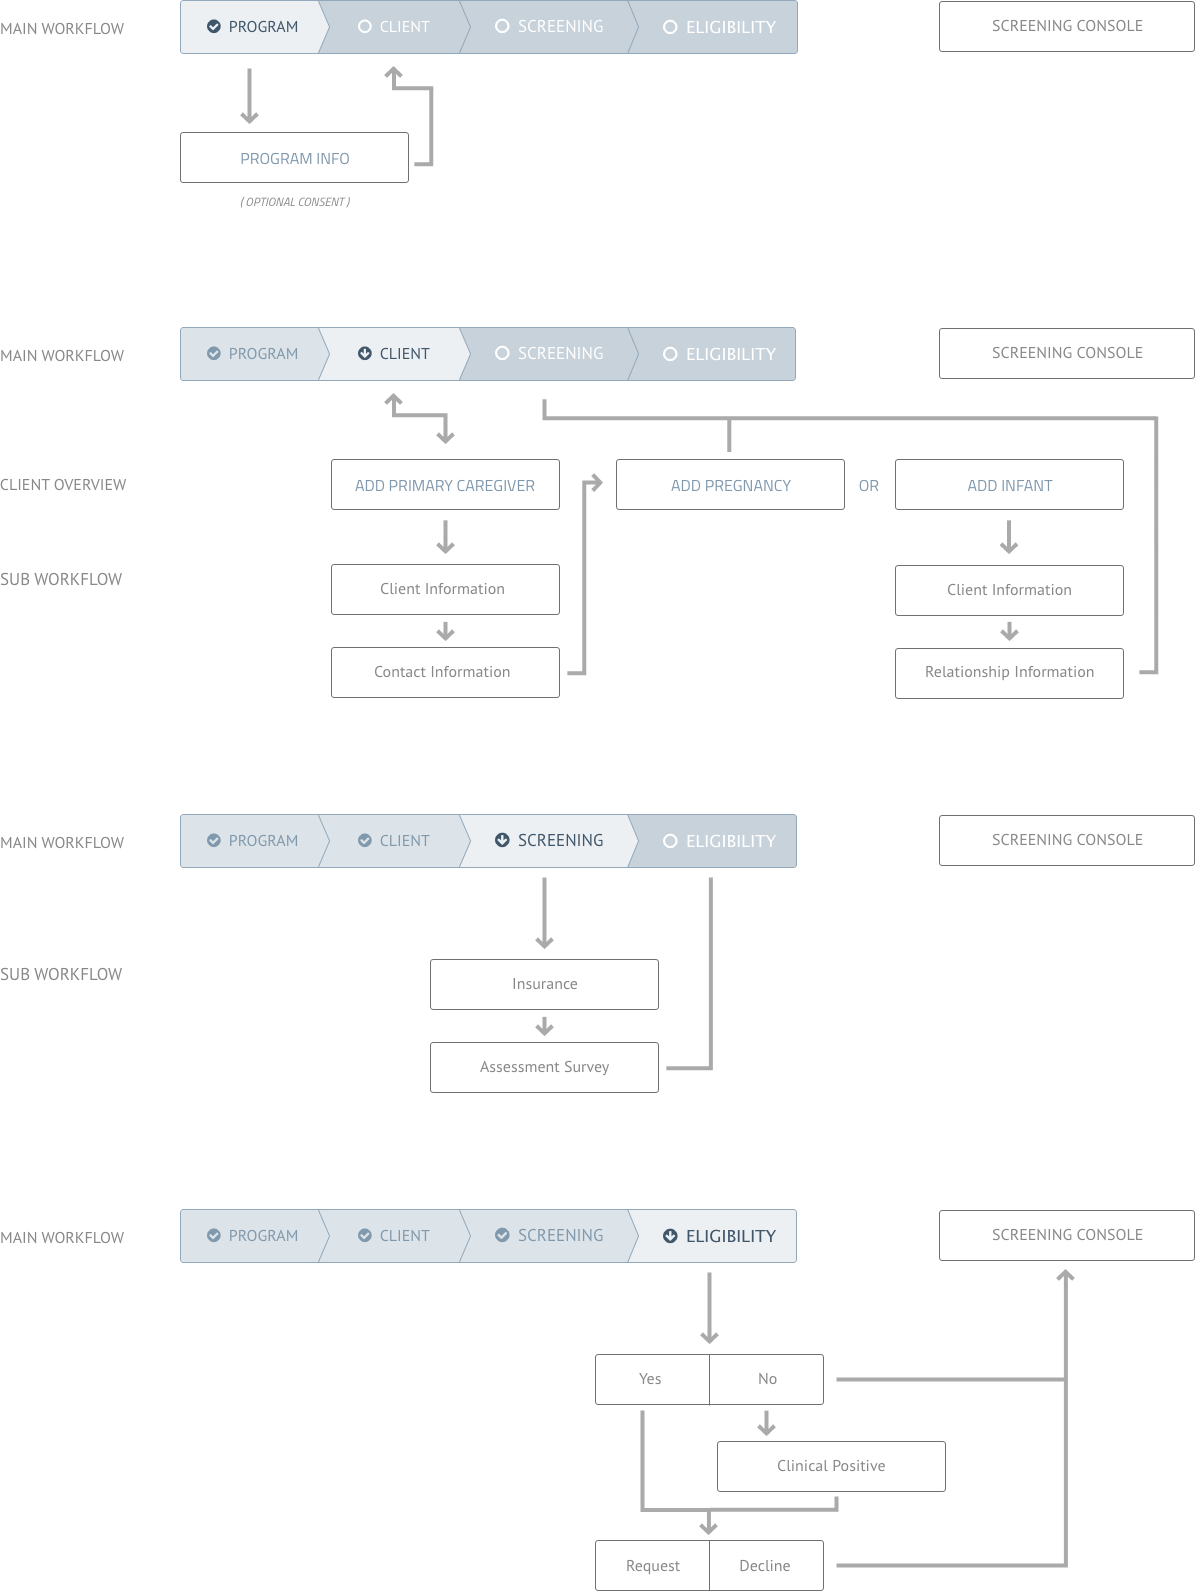 MAIN WORKFLOW
PROGRAM
CLIENT
SCREENING
ELIGIBILITY
SCREENING CONSOLE
PROGRAM INFO
( OPTIONAL CONSENT )
MAIN WORKFLOW
PROGRAM
CLIENT
SCREENING
ELIGIBILITY
SCREENING CONSOLE
CLIENT OVERVIEW
ADD PRIMARY CAREGIVER
ADD PREGNANCY
OR
ADD INFANT
SUB WORKFLOW
Client Information
Client Information
Contact Information
Relationship Information
MAIN WORKFLOW
PROGRAM
CLIENT
SCREENING
ELIGIBILITY
SCREENING CONSOLE
SUB WORKFLOW
Insurance
Assessment Survey
MAIN WORKFLOW
PROGRAM
CLIENT
SCREENING
ELIGIBILITY
SCREENING CONSOLE
Yes
No
Clinical Positive
Request
Decline